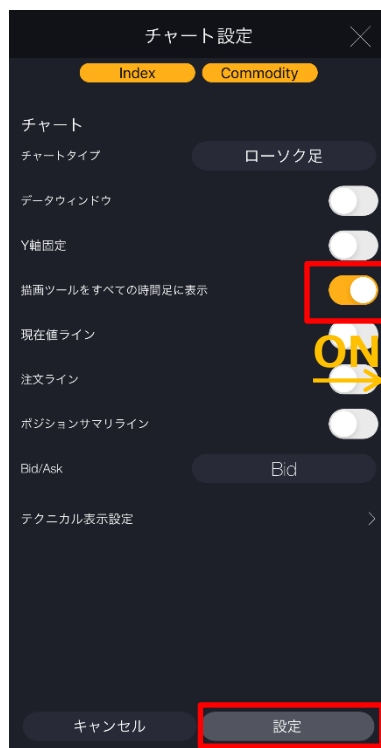 チャート設定
Index Commodity
チャート
チャートタイプ ローソク足
データウィンドウ
Y軸固定
描画ツールをすべての時間足に表示
現在値ライン
ON
注文ライン
ポジションサマリライン
Bid/Ask Bid
テクニカル表示設定
キャンセル 設定